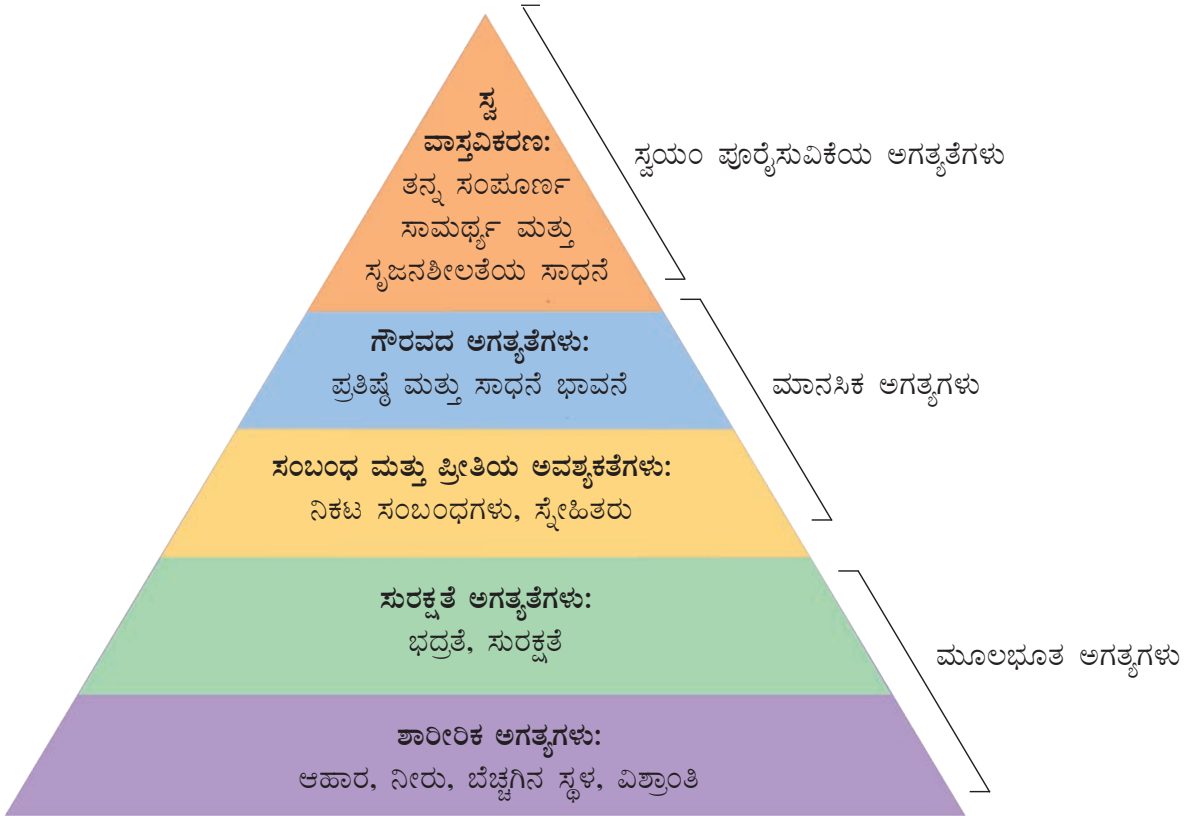 ಸ್ವ
ವಾಸ್ತವಿಕರಣ:
ತನ್ನ ಸಂಪೂರ್ಣ
ಸಾಮರ್ಥ್ಯ ಮತ್ತು
ಸೃಜನಶೀಲತೆಯ ಸಾಧನೆ
ಸ್ವಯಂ ಪೂರೈಸುವಿಕೆಯ ಅಗತ್ಯತೆಗಳು
ಗೌರವದ ಅಗತ್ಯತೆಗಳು:
ಪ್ರತಿಷ್ಠೆ ಮತ್ತು ಸಾಧನೆ ಭಾವನೆ
ಮಾನಸಿಕ ಅಗತ್ಯಗಳು
ಸಂಬಂಧ ಮತ್ತು ಪ್ರೀತಿಯ ಅವಶ್ಯಕತೆಗಳು:
ನಿಕಟ ಸಂಬಂಧಗಳು, ಸ್ನೇಹಿತರು
ಸುರಕ್ಷತೆ ಅಗತ್ಯತೆಗಳು:
ಭದ್ರತೆ, ಸುರಕ್ಷತೆ
ಮೂಲಭೂತ ಅಗತ್ಯಗಳು
ಶಾರೀರಿಕ ಅಗತ್ಯಗಳು:
ಆಹಾರ, ನೀರು, ಬೆಚ್ಚಗಿನ ಸ್ಥಳ, ವಿಶ್ರಾಂತಿ